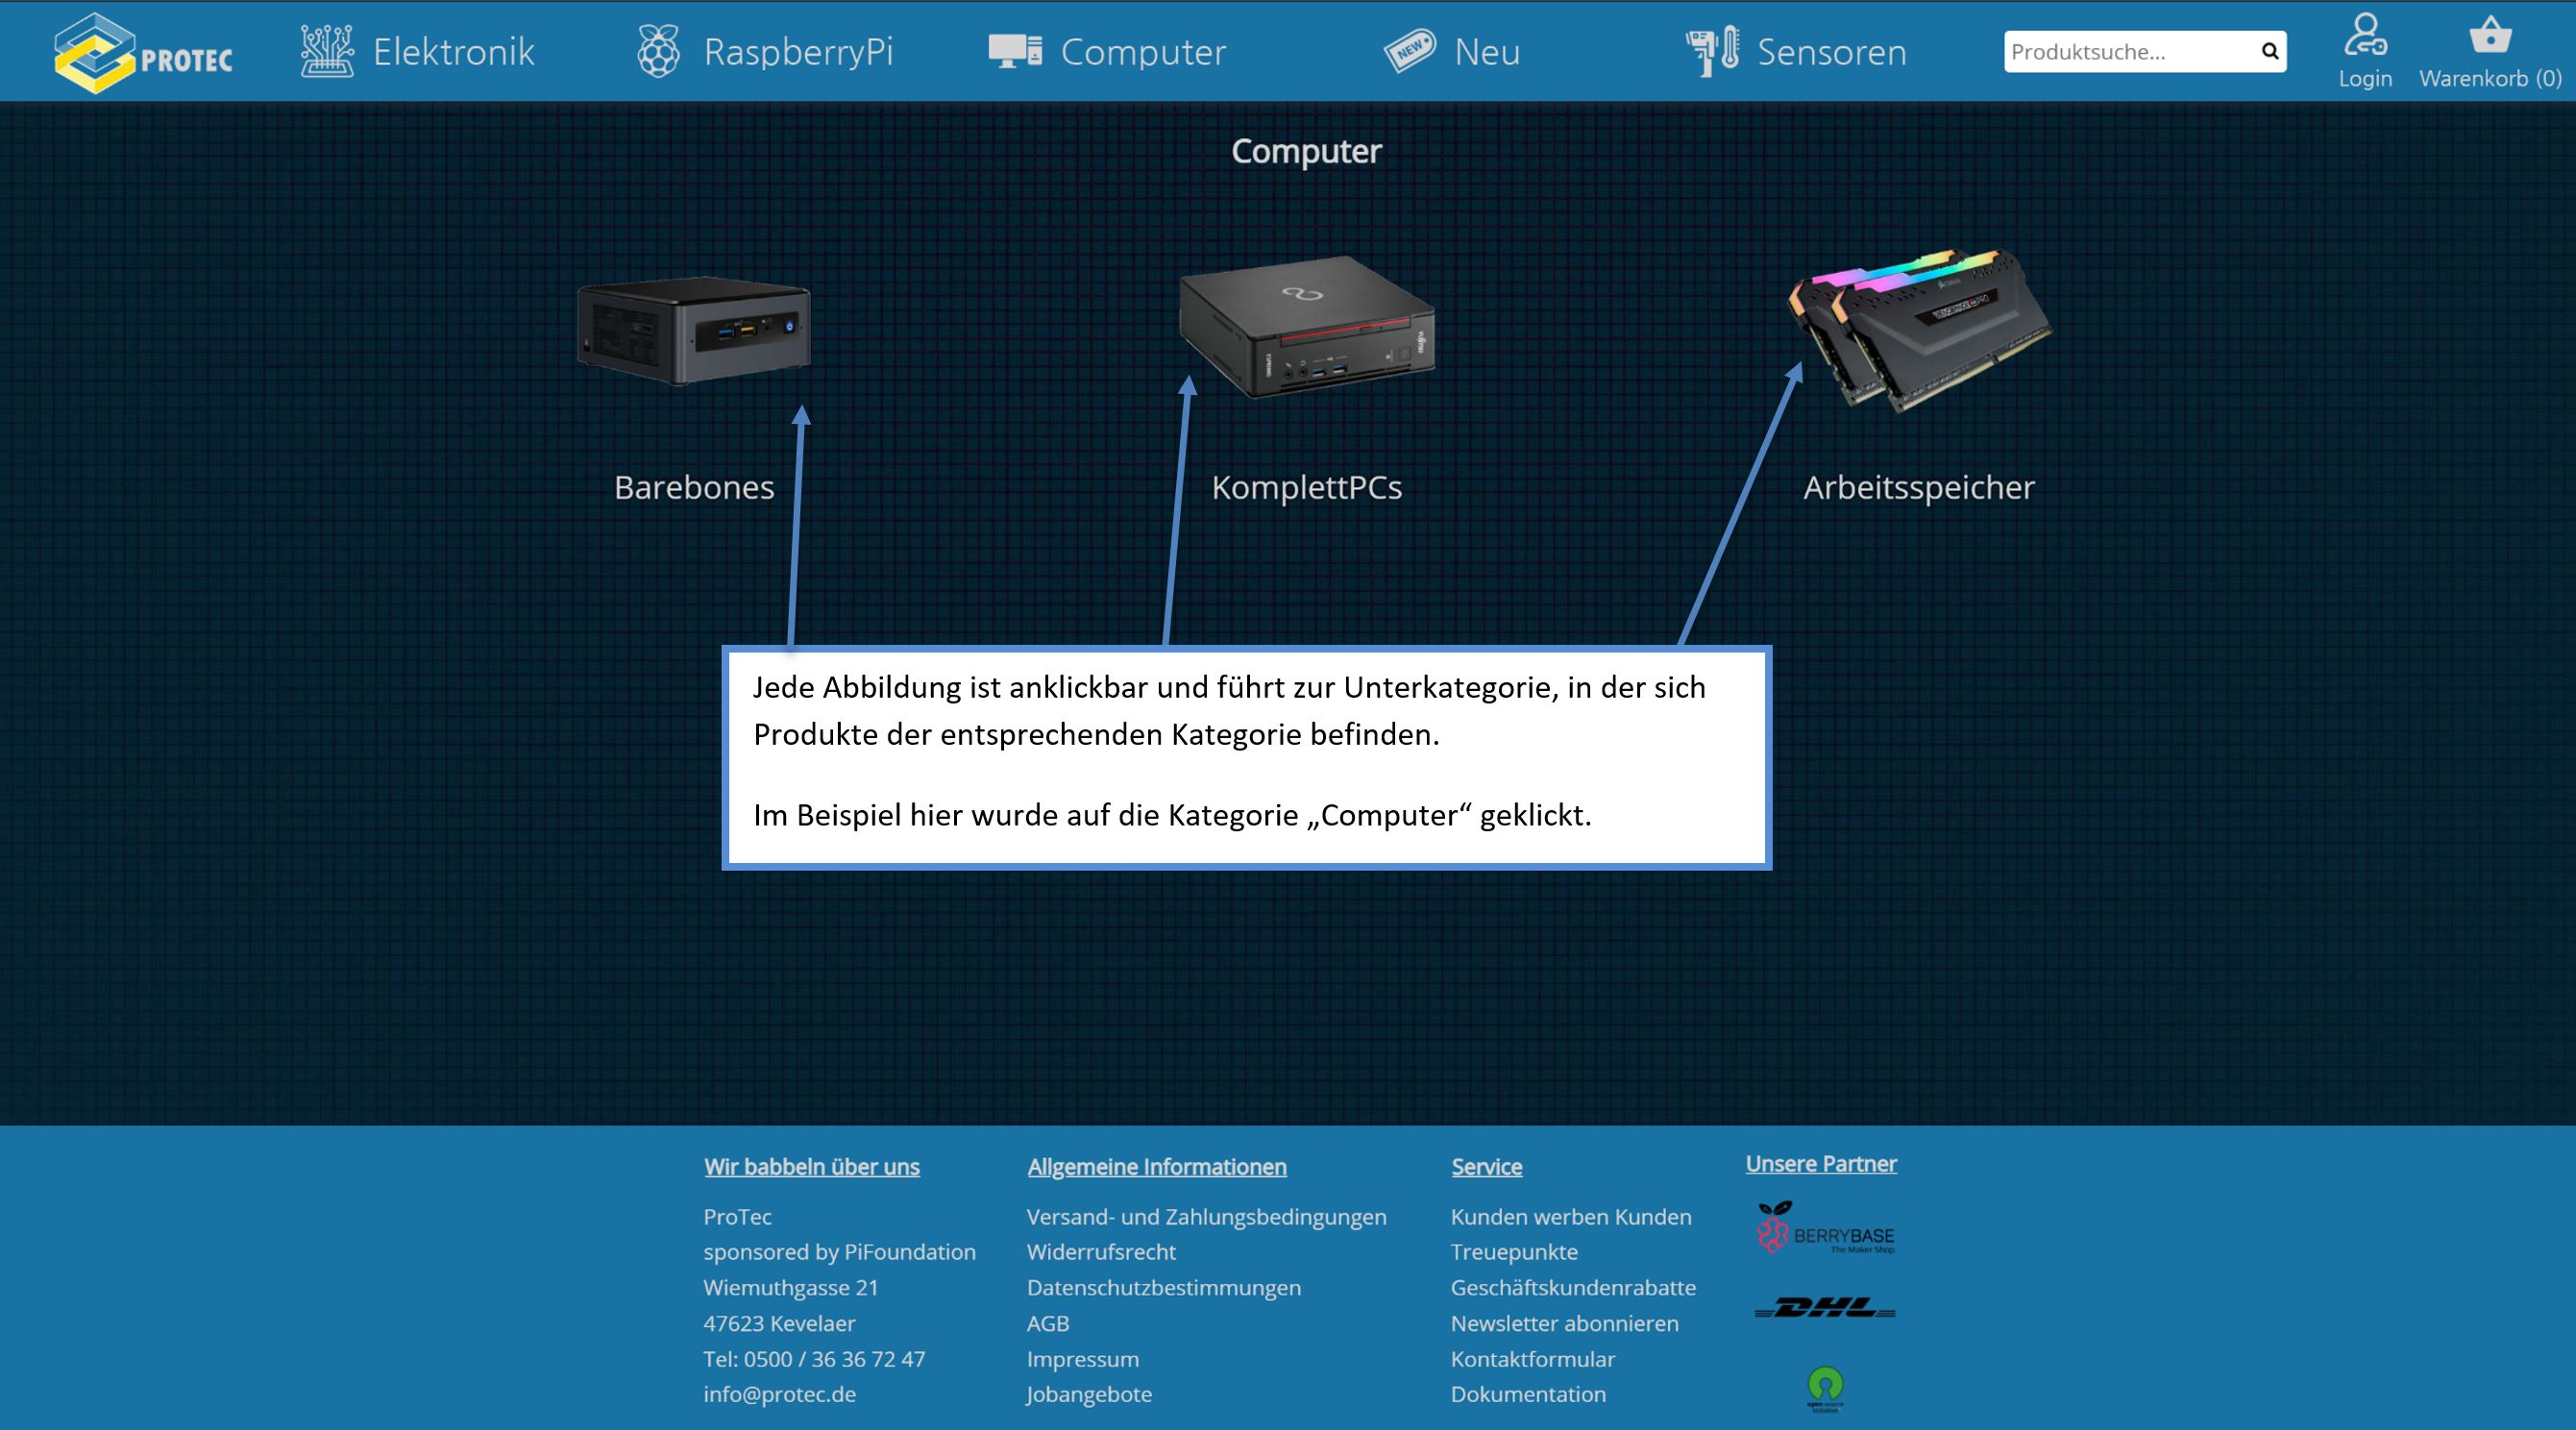 PROTEC
Elektronik
RaspberryPi
Computer
NEW
Neu
Sensoren
Produktsuche...
Login
Warenkorb (0)
Computer
Barebones
KomplettPCs
Arbeitsspeicher
Jede Abbildung ist anklickbar und führt zur Unterkategorie, in der sich
Produkte der entsprechenden Kategorie befinden.
Im Beispiel hier wurde auf die Kategorie „Computer“ geklickt.
Wir babbeln über uns
ProTec
sponsored by PiFoundation
Wiemuthgasse 21
47623 Kevelaer
Tel: 0500 / 36 36 72 47
info@protec.de
Allgemeine Informationen
Versand- und Zahlungsbedingungen
Widerrufsrecht
Datenschutzbestimmungen
AGB
Impressum
Jobangebote
Service
Kunden werben Kunden
Treuepunkte
Geschäftskundenrabatte
Newsletter abonnieren
Kontaktformular
Dokumentation
Unsere Partner
BERRYBASE
The Maker Shop
DHL
open source
initiative